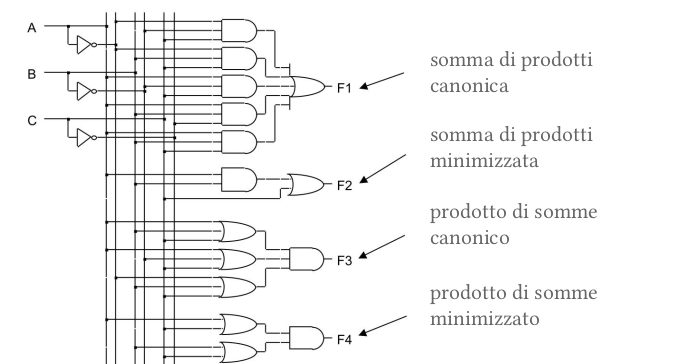 A
B
C
F1
somma di prodotti
canonica
F2
somma di prodotti
minimizzata
F3
prodotto di somme
canonico
F4
prodotto di somme
minimizzato